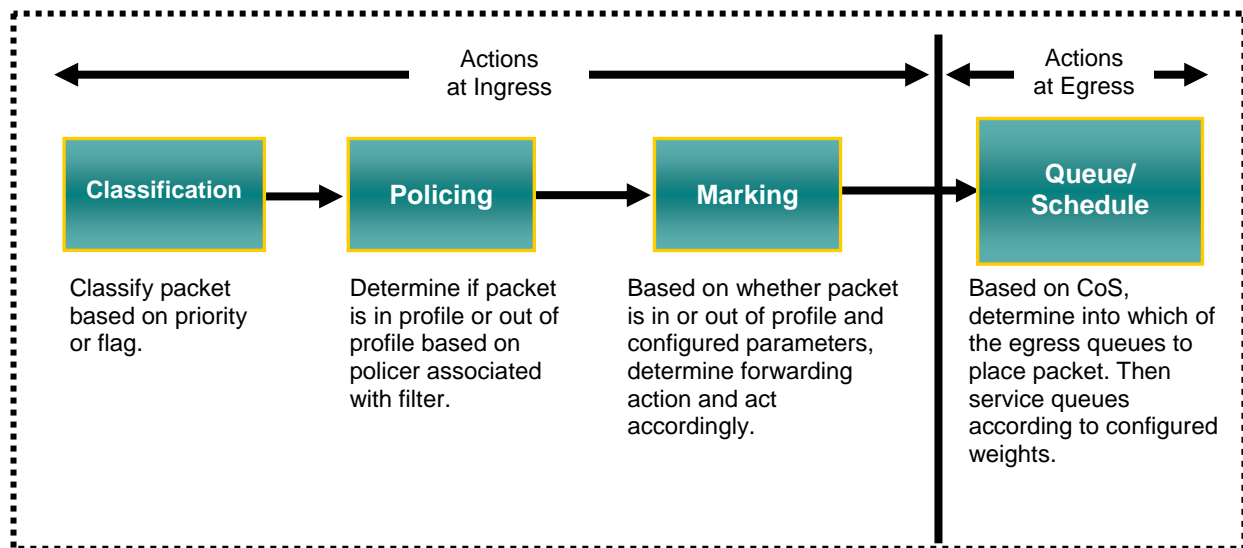 Actions
at Ingress
Actions
at Egress
Classification
Policing
Marking
Queue/
Schedule
Classify packet
based on priority
or flag.
Determine if packet
is in profile or out of
profile based on
policer associated
with filter.
Based on whether packet
is in or out of profile and
configured parameters,
determine forwarding
action and act
accordingly.
Based on CoS,
determine into which of
the egress queues to
place packet. Then
service queues
according to configured
weights.